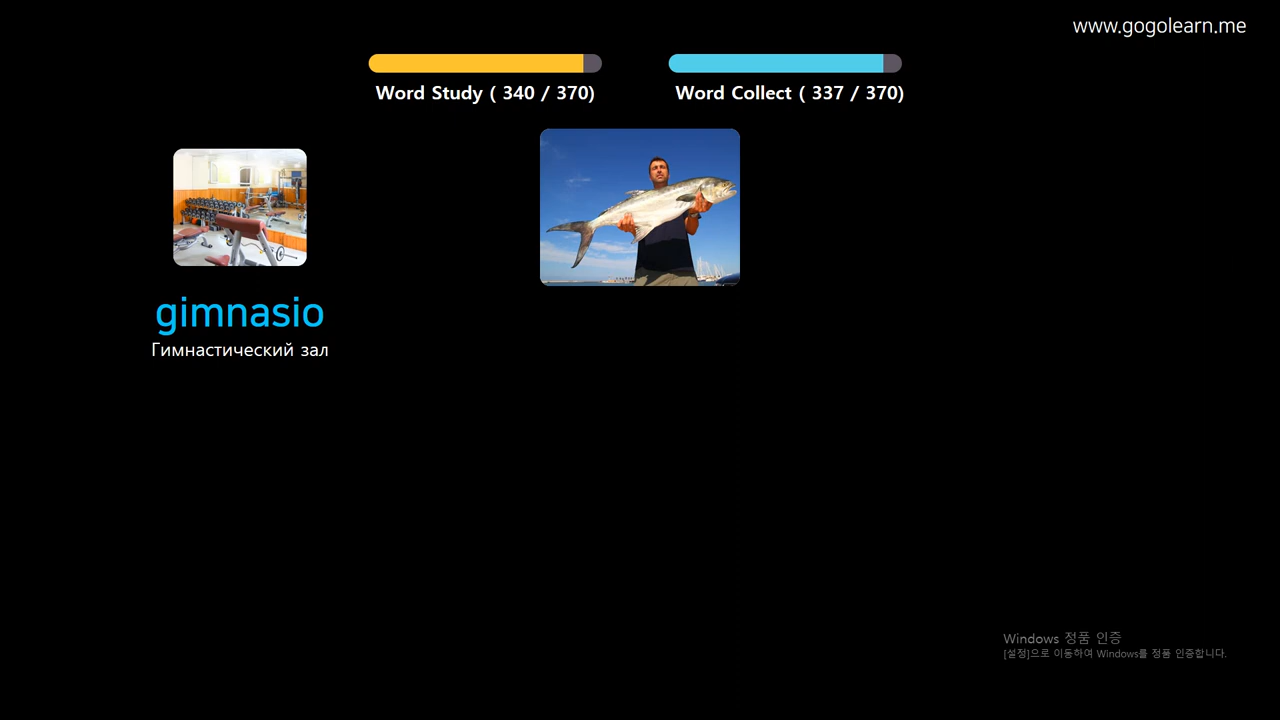 www.gogolearn.me
Word Study ( 340 / 370)
Word Collect ( 337 / 370)
gimnasio
Гимнастический зал
Windows 정품 인증
[설정]으로 이동하여 Windows를 정품 인증합니다.